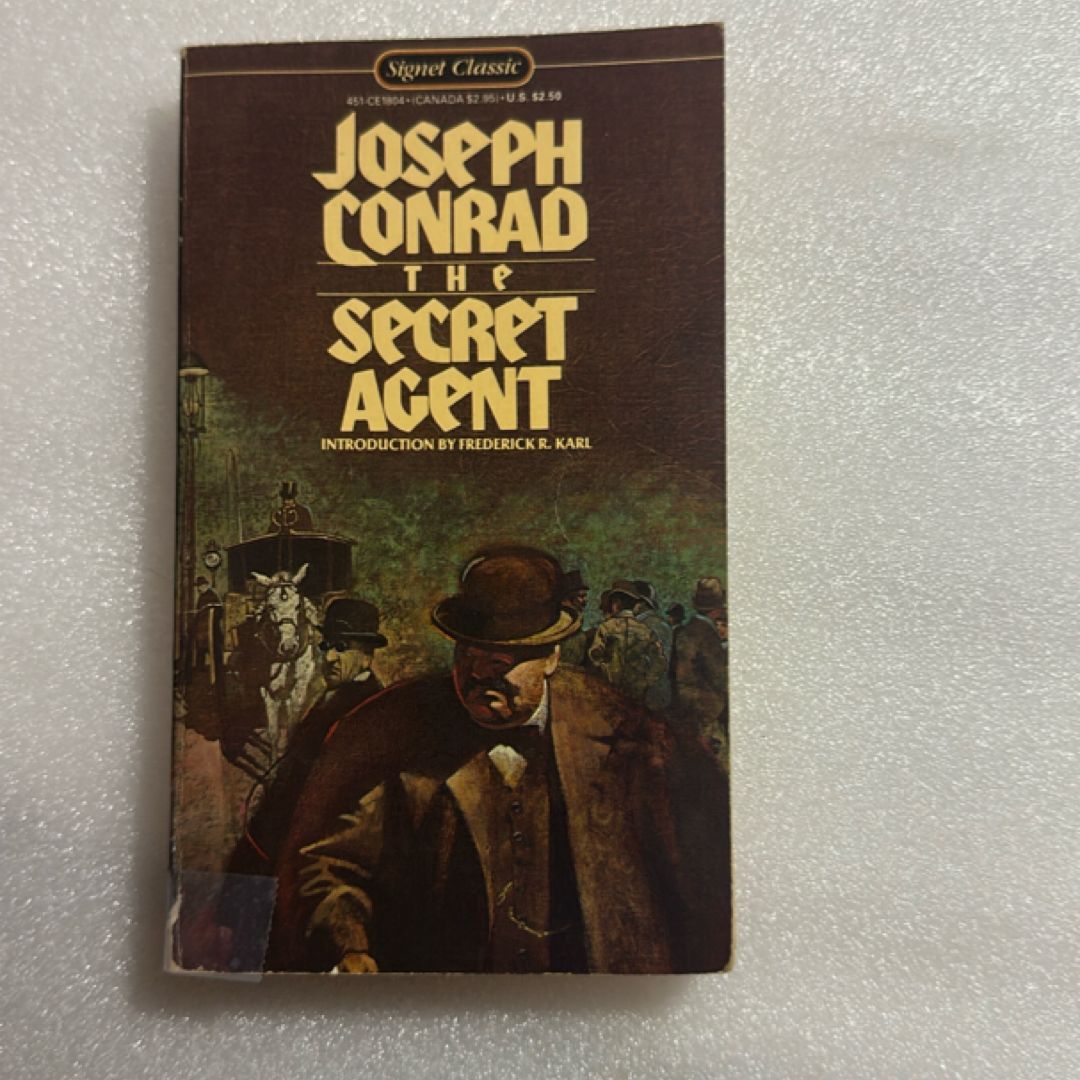 Signet Classic
451-CE1804 • (CANADA $2.95) • U.S. $2.50
JOSEPH
CONRAD
THE
SECRET
AGENT
INTRODUCTION BY FREDERICK R. KARL